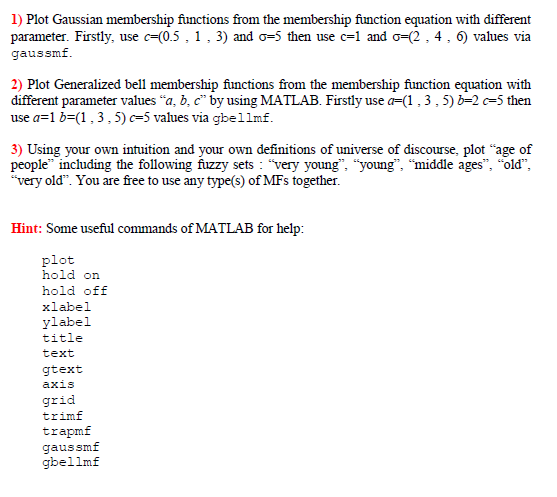 1) Plot Gaussian membership functions from the membership function equation with different
parameter. Firstly, use c=(0.5 , 1 , 3) and σ=5 then use c=1 and σ=(2 , 4 , 6) values via
gaussmf.
2) Plot Generalized bell membership functions from the membership function equation with
different parameter values “a, b, c” by using MATLAB. Firstly use a=(1 , 3 , 5) b=2 c=5 then
use a=1 b=(1 , 3 , 5) c=5 values via gbellmf.
3) Using your own intuition and your own definitions of universe of discourse, plot “age of
people” including the following fuzzy sets : “very young”, “young”, “middle ages”, “old”,
“very old”. You are free to use any type(s) of MFs together.
Hint: Some useful commands of MATLAB for help:
plot
hold on
hold off
xlabel
ylabel
title
text
gtext
axis
grid
trimf
trapmf
gaussmf
gbellmf